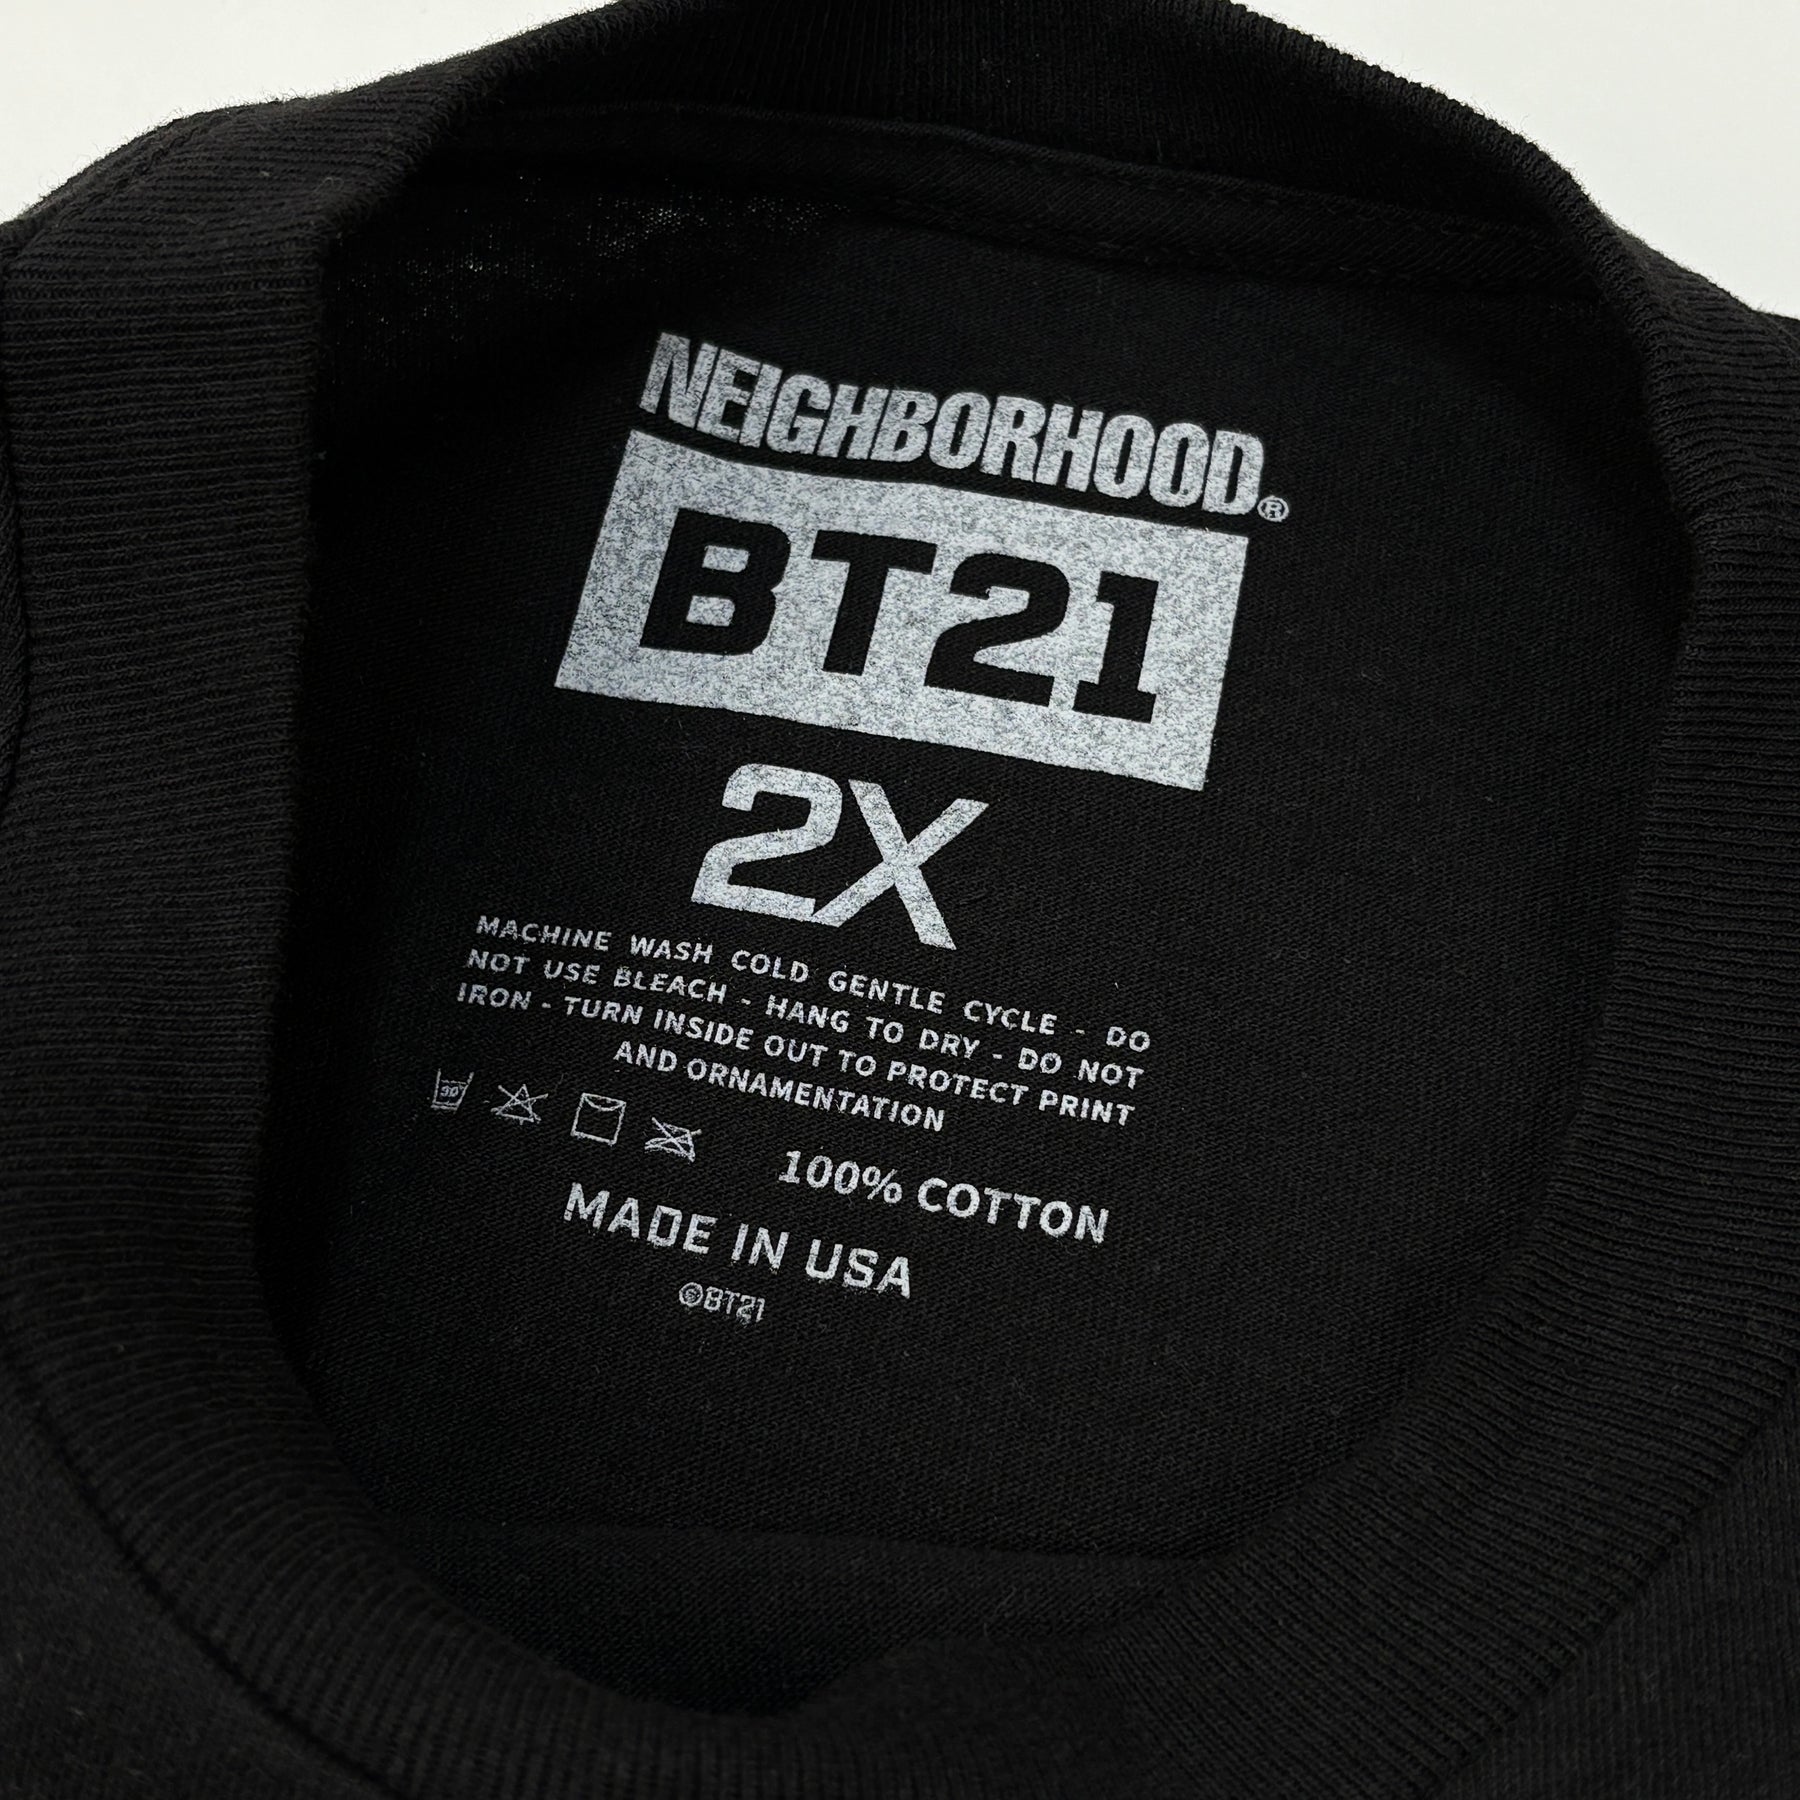 NEIGHBORHOOD®
BT21
2X
MACHINE WASH COLD GENTLE CYCLE - DO
NOT USE BLEACH - HANG TO DRY - DO NOT
IRON - TURN INSIDE OUT TO PROTECT PRINT
AND ORNAMENTATION
30°
100% COTTON
MADE IN USA
©BT21